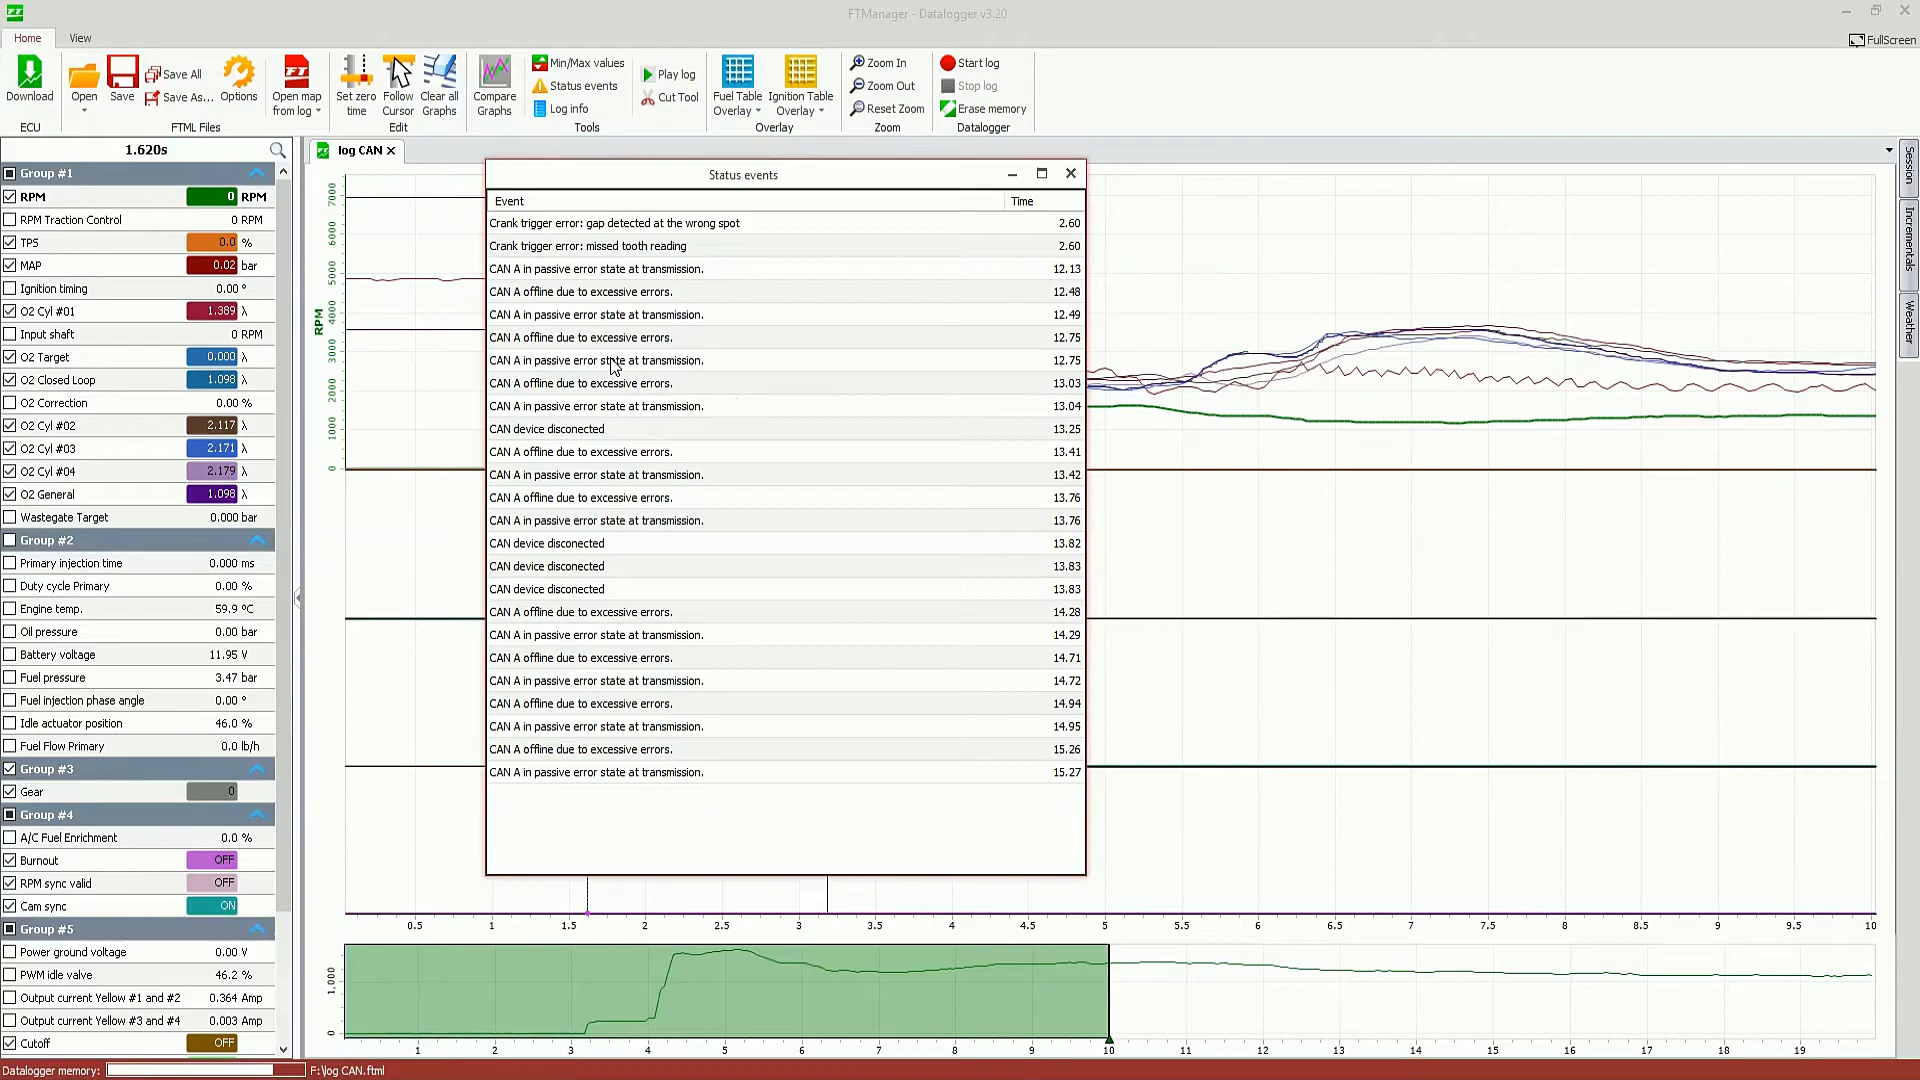 FTManager - Datalogger v3.20
Home
View
FullScreen
Download
Open
Save
Save All
Save As...
Options
Open map
from log
Set zero
time
Follow
Cursor
Clear all
Graphs
Compare
Graphs
Min/Max values
Status events
Log info
Play log
Cut Tool
Fuel Table
Overlay
Ignition Table
Overlay
Zoom In
Zoom Out
Reset Zoom
Start log
Stop log
Erase memory
ECU
FTML Files
Edit
Tools
Overlay
Zoom
Datalogger
1.620s
Group #1
RPM 0 RPM
RPM Traction Control 0 RPM
TPS 0.0 %
MAP 0.02 bar
Ignition timing 0.00 °
O2 Cyl #01 1.389 λ
Input shaft 0 RPM
O2 Target 0.000 λ
O2 Closed Loop 1.098 λ
O2 Correction 0.00 %
O2 Cyl #02 2.117 λ
O2 Cyl #03 2.171 λ
O2 Cyl #04 2.179 λ
O2 General 1.098 λ
Wastegate Target 0.000 bar
Group #2
Primary injection time 0.000 ms
Duty cycle Primary 0.00 %
Engine temp. 59.9 ºC
Oil pressure 0.00 bar
Battery voltage 11.95 V
Fuel pressure 3.47 bar
Fuel injection phase angle 0.00 °
Idle actuator position 46.0 %
Fuel Flow Primary 0.0 lb/h
Group #3
Gear 0
Group #4
A/C Fuel Enrichment 0.0 %
Burnout OFF
RPM sync valid OFF
Cam sync ON
Group #5
Power ground voltage 0.00 V
PWM idle valve 46.2 %
Output current Yellow #1 and #2 0.364 Amp
Output current Yellow #3 and #4 0.003 Amp
Cutoff OFF
log CAN
Session
Incrementals
Weather
RPM
7000
6000
5000
4000
3000
2000
1000
0
Status events
Event Time
Crank trigger error: gap detected at the wrong spot 2.60
Crank trigger error: missed tooth reading 2.60
CAN A in passive error state at transmission. 12.13
CAN A offline due to excessive errors. 12.48
CAN A in passive error state at transmission. 12.49
CAN A offline due to excessive errors. 12.75
CAN A in passive error state at transmission. 12.75
CAN A offline due to excessive errors. 13.03
CAN A in passive error state at transmission. 13.04
CAN device disconected 13.25
CAN A offline due to excessive errors. 13.41
CAN A in passive error state at transmission. 13.42
CAN A offline due to excessive errors. 13.76
CAN A in passive error state at transmission. 13.76
CAN device disconected 13.82
CAN device disconected 13.83
CAN device disconected 13.83
CAN A offline due to excessive errors. 14.28
CAN A in passive error state at transmission. 14.29
CAN A offline due to excessive errors. 14.71
CAN A in passive error state at transmission. 14.72
CAN A offline due to excessive errors. 14.94
CAN A in passive error state at transmission. 14.95
CAN A offline due to excessive errors. 15.26
CAN A in passive error state at transmission. 15.27
0.5 1 1.5 2 2.5 3 3.5 4 4.5 5 5.5 6 6.5 7 7.5 8 8.5 9 9.5 10
1,000
0
1 2 3 4 5 6 7 8 9 10 11 12 13 14 15 16 17 18 19
Datalogger memory: F:\log CAN.ftml